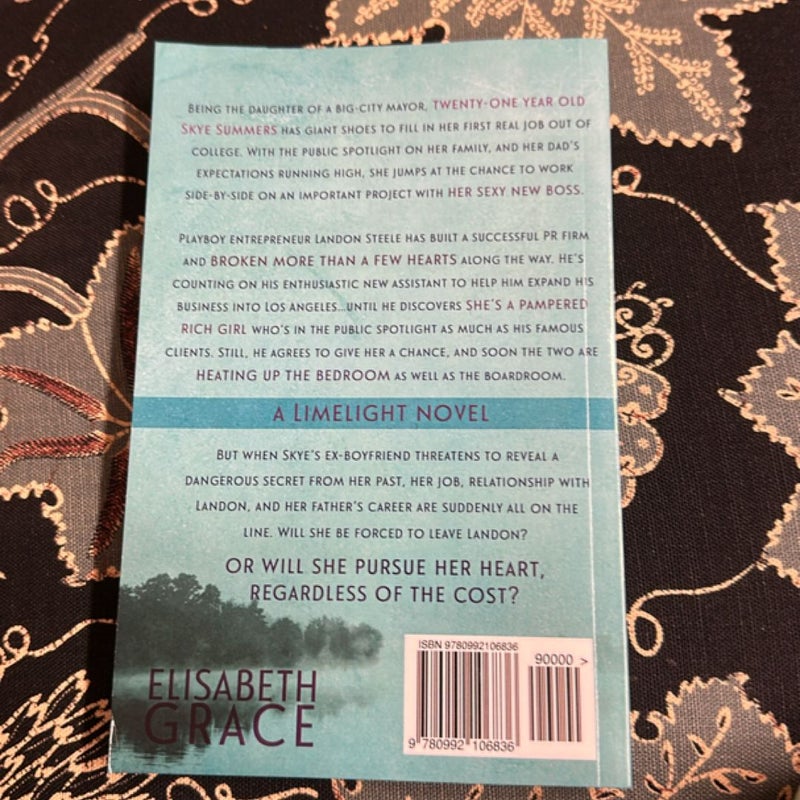 BEING THE DAUGHTER OF A BIG-CITY MAYOR, TWENTY-ONE YEAR OLD
SKYE SUMMERS HAS GIANT SHOES TO FILL IN HER FIRST REAL JOB OUT OF
COLLEGE. WITH THE PUBLIC SPOTLIGHT ON HER FAMILY, AND HER DAD'S
EXPECTATIONS RUNNING HIGH, SHE JUMPS AT THE CHANCE TO WORK
SIDE-BY-SIDE ON AN IMPORTANT PROJECT WITH HER SEXY NEW BOSS.
PLAYBOY ENTREPRENEUR LANDON STEELE HAS BUILT A SUCCESSFUL PR FIRM
AND BROKEN MORE THAN A FEW HEARTS ALONG THE WAY. HE'S
COUNTING ON HIS ENTHUSIASTIC NEW ASSISTANT TO HELP HIM EXPAND HIS
BUSINESS INTO LOS ANGELES...UNTIL HE DISCOVERS SHE'S A PAMPERED
RICH GIRL WHO'S IN THE PUBLIC SPOTLIGHT AS MUCH AS HIS FAMOUS
CLIENTS. STILL, HE AGREES TO GIVE HER A CHANCE, AND SOON THE TWO ARE
HEATING UP THE BEDROOM AS WELL AS THE BOARDROOM.
A LIMELIGHT NOVEL
BUT WHEN SKYE'S EX-BOYFRIEND THREATENS TO REVEAL A
DANGEROUS SECRET FROM HER PAST, HER JOB, RELATIONSHIP WITH
LANDON, AND HER FATHER'S CAREER ARE SUDDENLY ALL ON THE
LINE. WILL SHE BE FORCED TO LEAVE LANDON?
OR WILL SHE PURSUE HER HEART,
REGARDLESS OF THE COST?
ISBN 9780992106836
90000 >
9 780992 106836
ELISABETH
GRACE